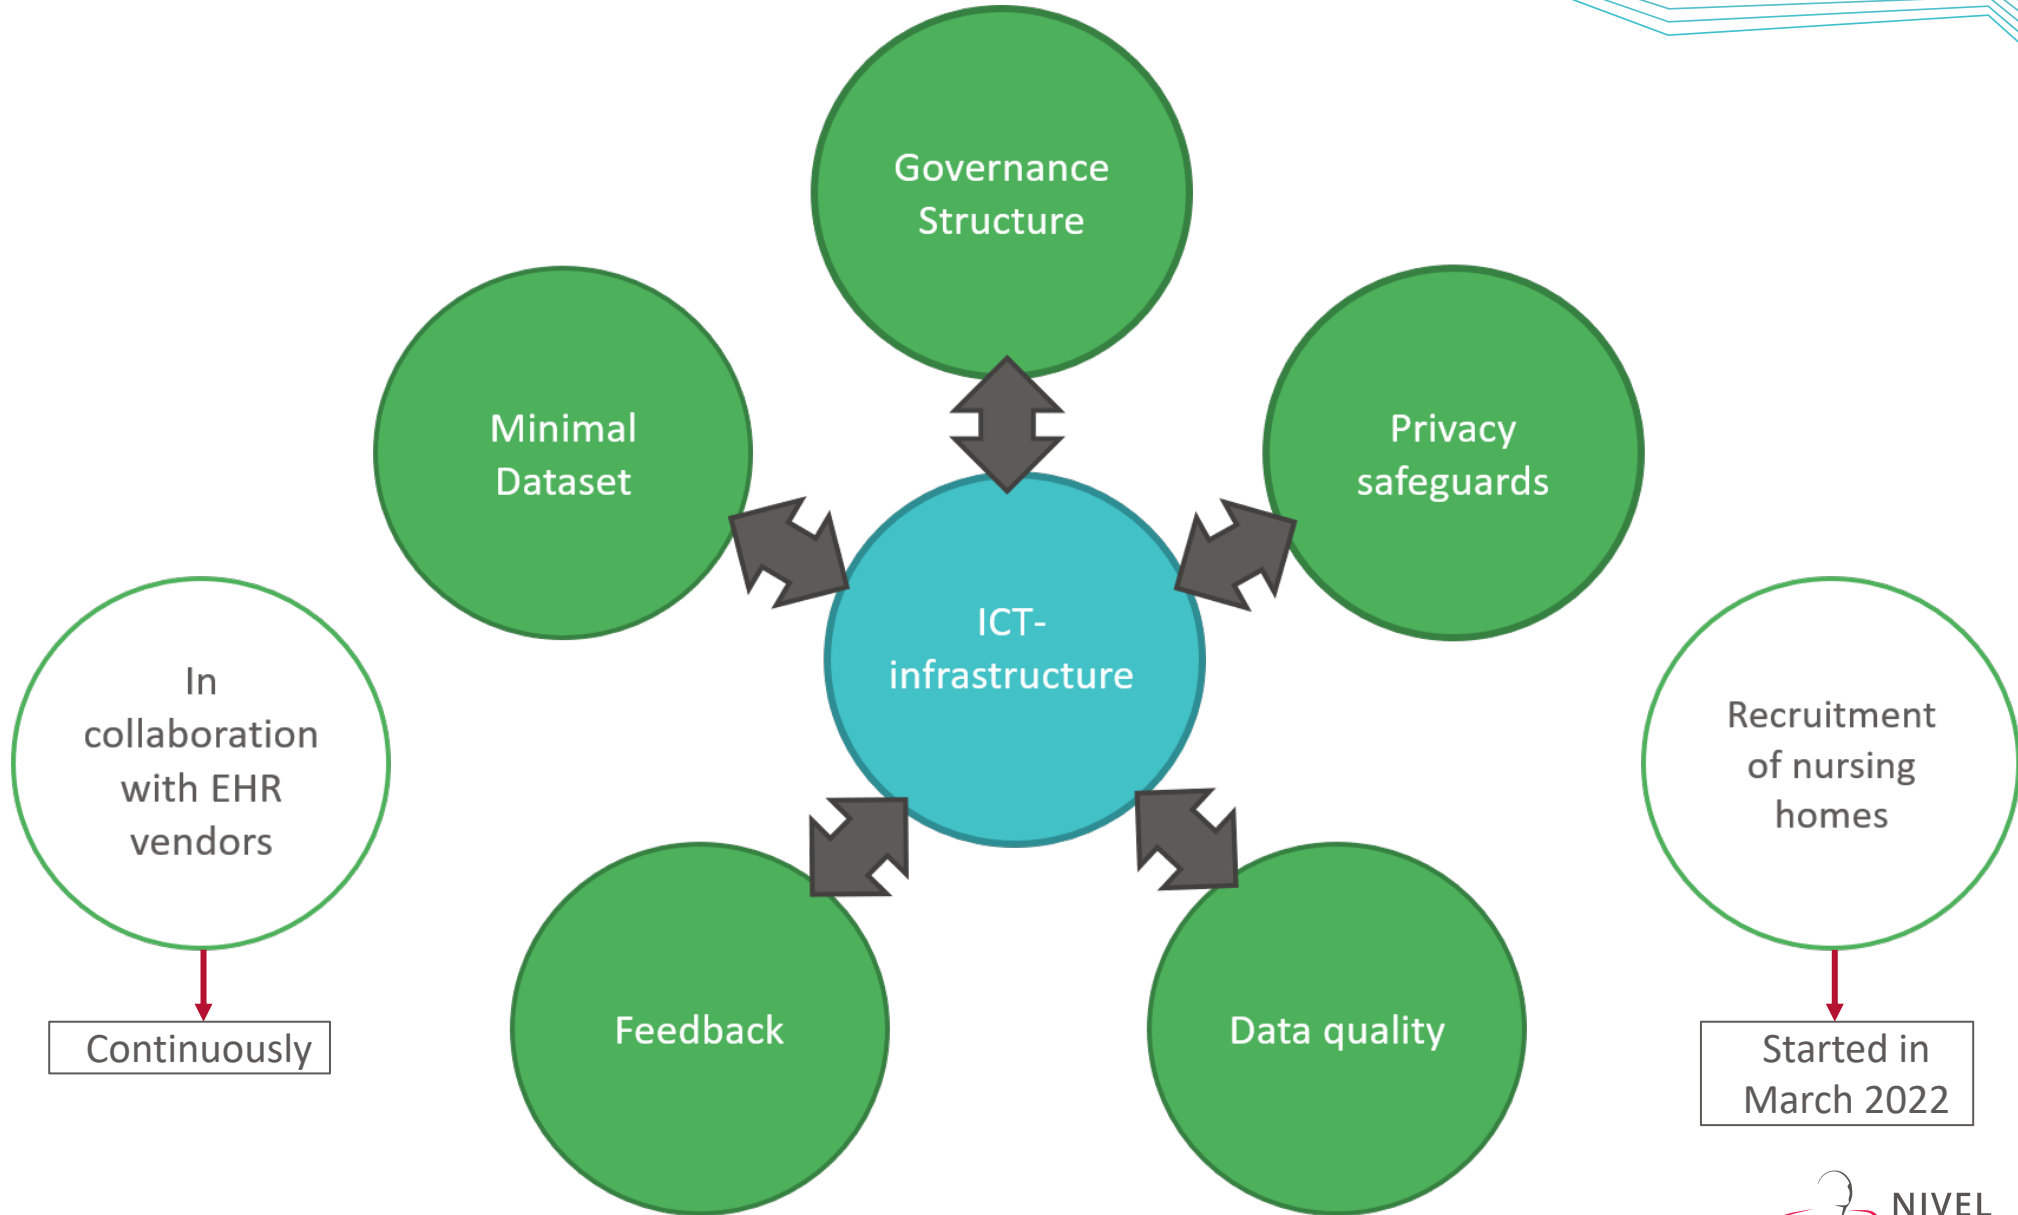 Governance
Structure
Minimal
Dataset
Privacy
safeguards
ICT-
infrastructure
In
collaboration
with EHR
vendors
Recruitment
of nursing
homes
Feedback
Data quality
Continuously
Started in
March 2022
NIVEL